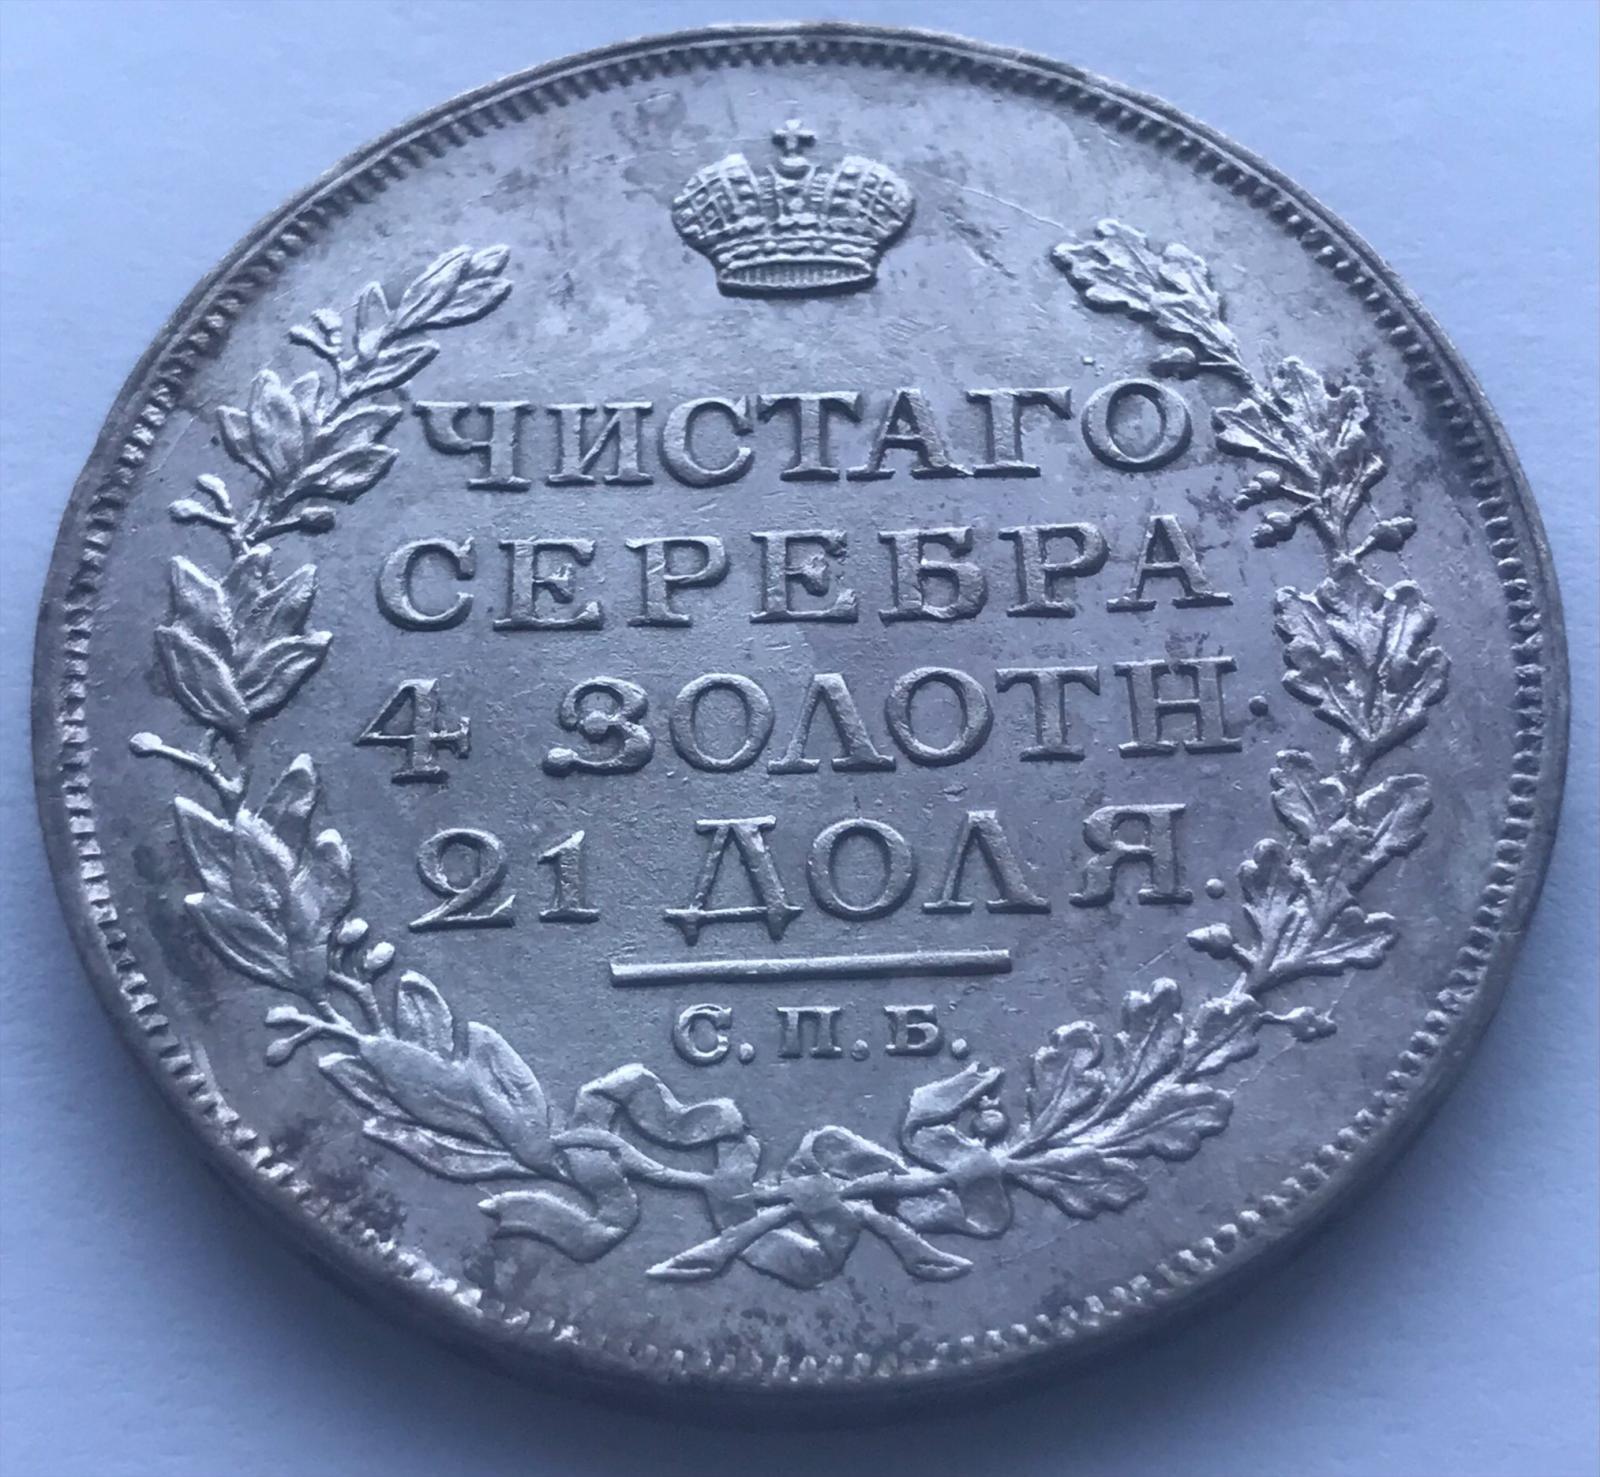 ЧИСТАГО
СЕРЕБРА
4 ЗОЛОТН.
21 ДОЛЯ.
С.П.Б.